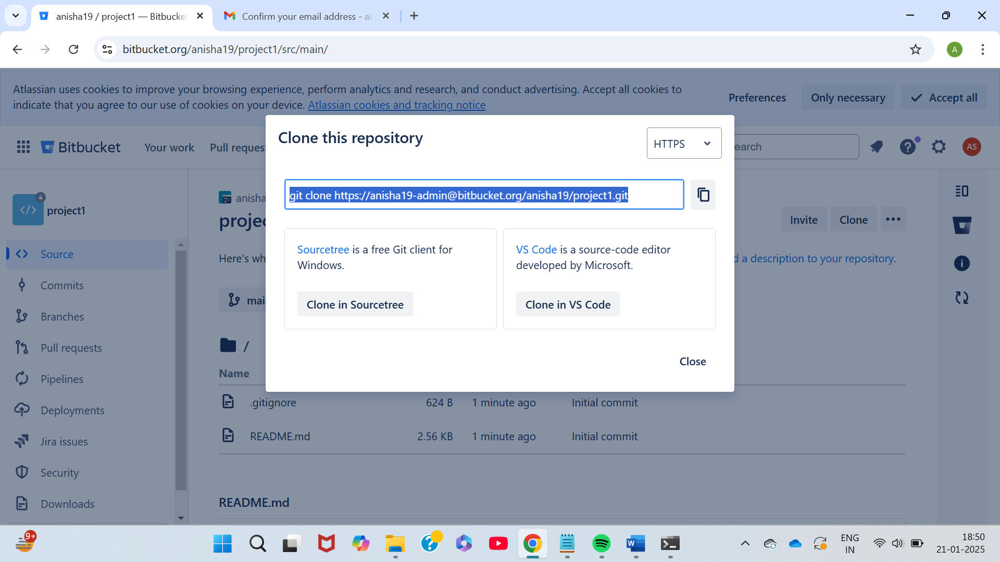 anisha19 / project1 — Bitbucke
Confirm your email address - au
bitbucket.org/anisha19/project1/src/main/
A
Atlassian uses cookies to improve your browsing experience, perform analytics and research, and conduct advertising. Accept all cookies to
indicate that you agree to our use of cookies on your device. Atlassian cookies and tracking notice
Preferences
Only necessary
Accept all
Bitbucket
Your work
Pull reques
earch
AS
Clone this repository
HTTPS
git clone https://anisha19-admin@bitbucket.org/anisha19/project1.git
Sourcetree is a free Git client for
Windows.
Clone in Sourcetree
VS Code is a source-code editor
developed by Microsoft.
Clone in VS Code
Close
project1
Source
Commits
Branches
Pull requests
Pipelines
Deployments
Jira issues
Security
Downloads
anisha
projec
Invite
Clone
Here's wh
d a description to your repository.
mai
/
Name
.gitignore 624 B 1 minute ago Initial commit
README.md 2.56 KB 1 minute ago Initial commit
README.md
9+
ENG
IN
18:50
21-01-2025